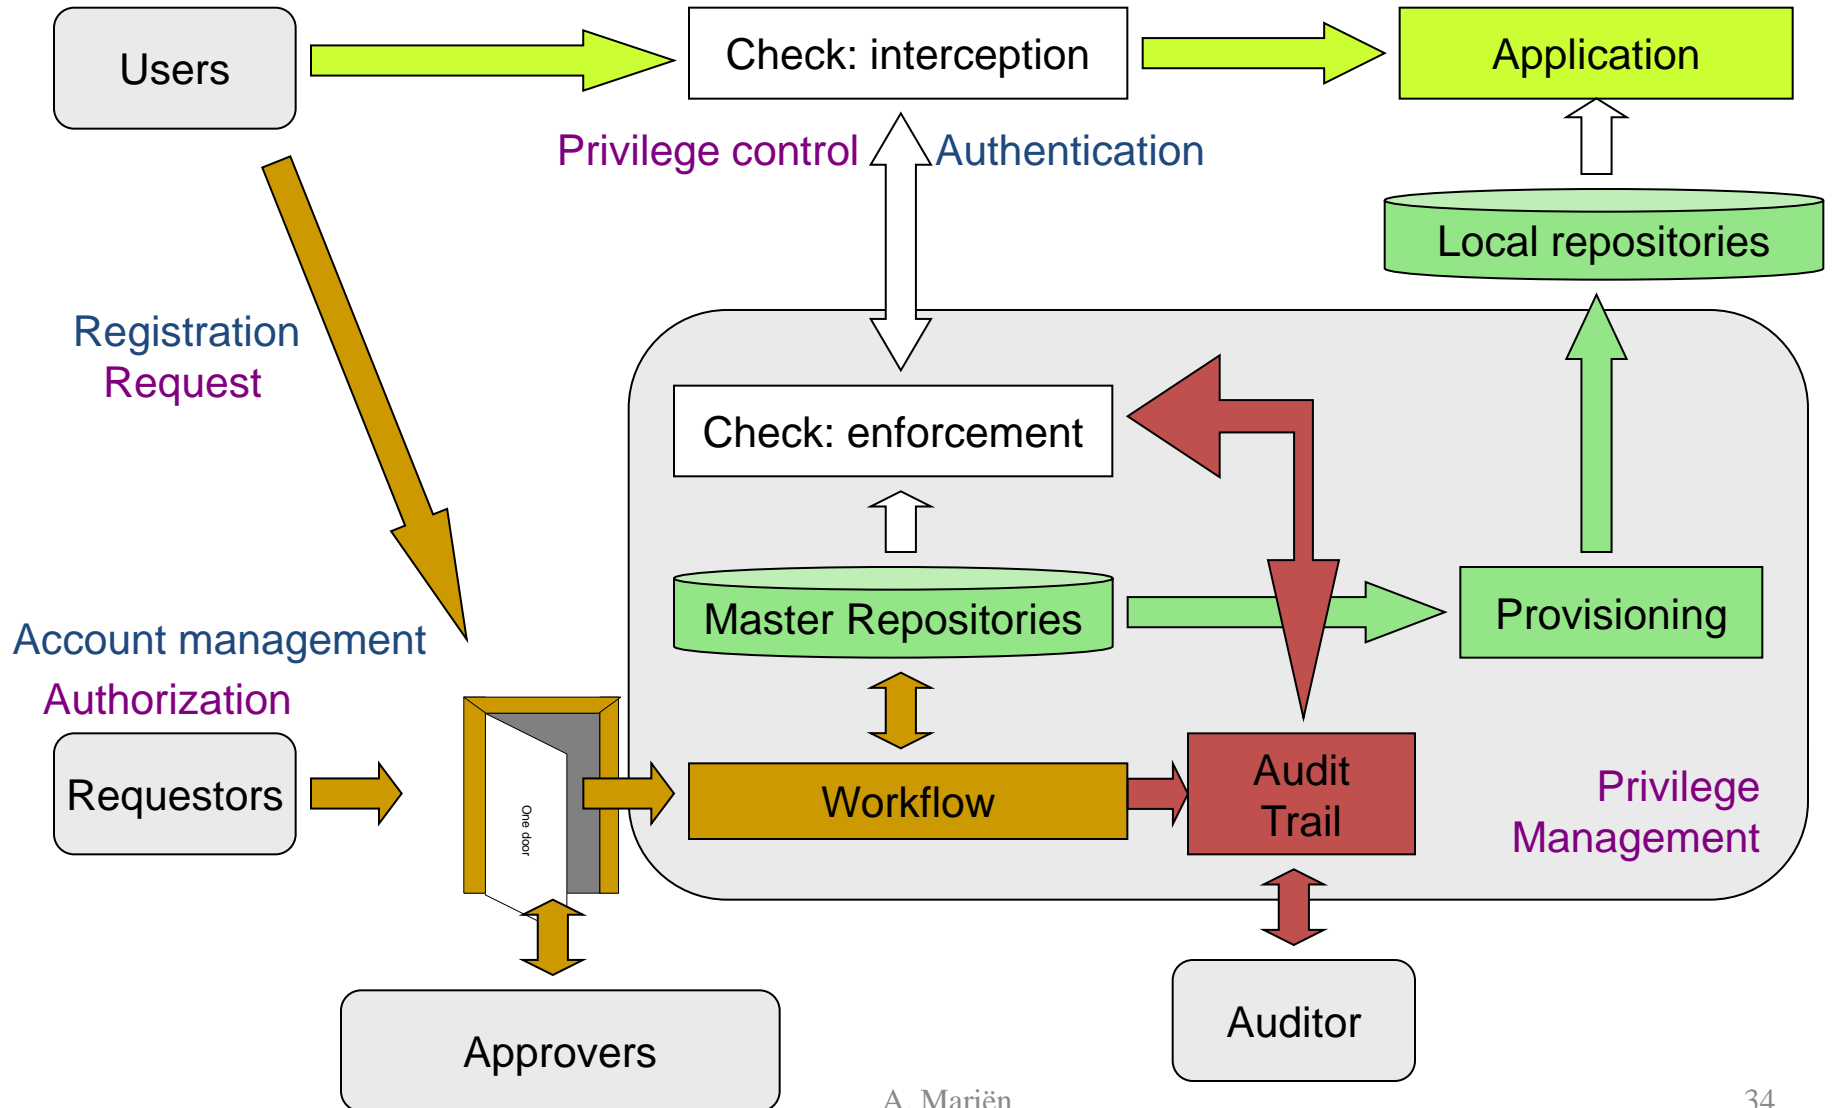 Users
Check: interception
Application
Privilege control
Authentication
Local repositories
Registration
Request
Check: enforcement
Master Repositories
Provisioning
Account management
Authorization
Requestors
One door
Workflow
Audit
Trail
Privilege
Management
Approvers
Auditor
A. Mariën
34